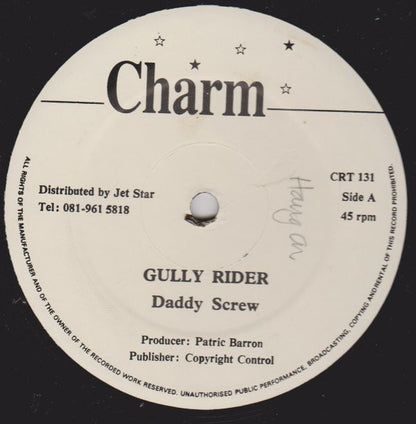 Charm
Distributed by Jet Star
Tel: 081-961 5818
CRT 131
Side A
45 rpm
Hang on
GULLY RIDER
Daddy Screw
Producer: Patric Barron
Publisher: Copyright Control
ALL RIGHTS OF THE MANUFACTURER AND OF THE OWNER OF THE RECORDED WORK RESERVED. UNAUTHORISED PUBLIC PERFORMANCE, BROADCASTING, COPYING AND RENTAL OF THIS RECORD PROHIBITED.